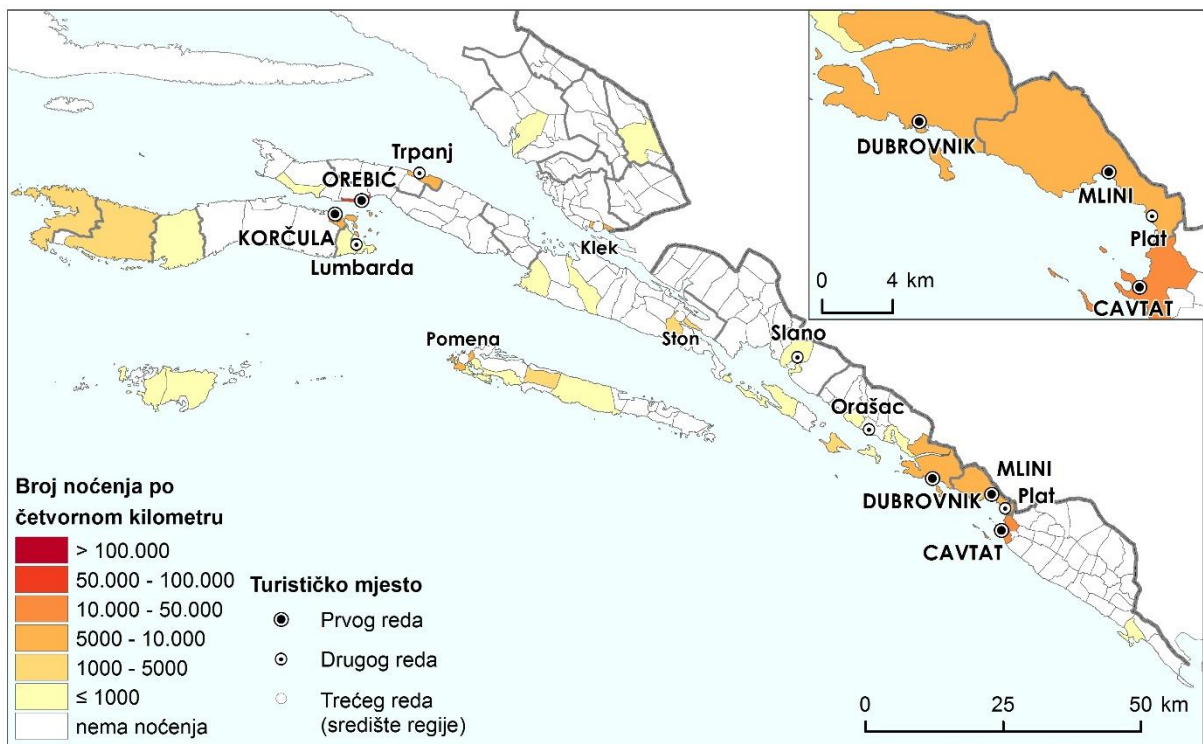 Trpanj
OREBIĆ
KORČULA
Lumbarda
Klek
Pomena
Ston
Slano
Orašac
DUBROVNIK
MLINI
Plat
CAVTAT
DUBROVNIK
MLINI
Plat
CAVTAT
0 4 km
Broj noćenja po
četvornom kilometru
> 100.000
50.000 - 100.000
10.000 - 50.000
5000 - 10.000
1000 - 5000
≤ 1000
nema noćenja
Turističko mjesto
Prvog reda
Drugog reda
Trećeg reda
(središte regije)
0 25 50 km